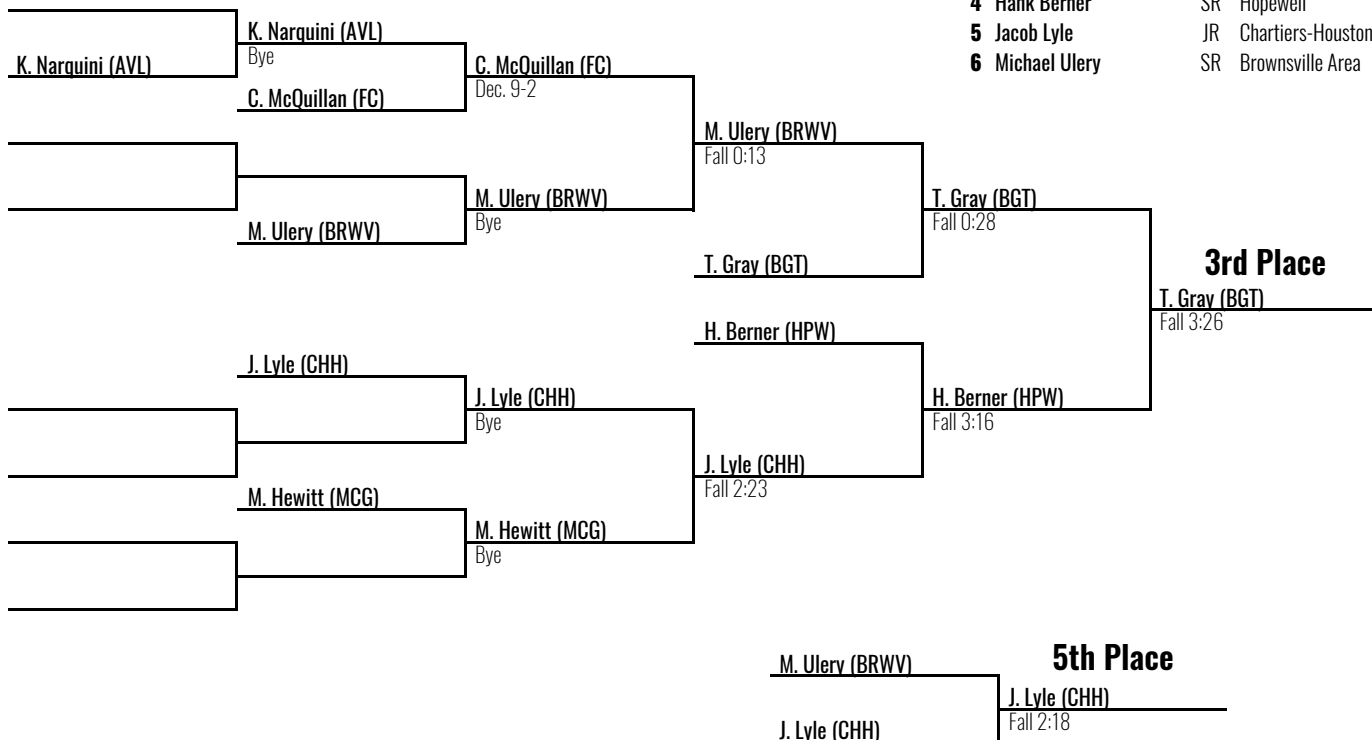 4 Hank Berner SR Hopewell
5 Jacob Lyle JR Chartiers-Houston
6 Michael Ulery SR Brownsville Area
K. Narquini (AVL)
K. Narquini (AVL)
Bye
C. McQuillan (FC)
C. McQuillan (FC)
Dec. 9-2
M. Ulery (BRWV)
M. Ulery (BRWV)
Bye
M. Ulery (BRWV)
Fall 0:13
T. Gray (BGT)
T. Gray (BGT)
Fall 0:28
3rd Place
T. Gray (BGT)
Fall 3:26
H. Berner (HPW)
H. Berner (HPW)
Fall 3:16
J. Lyle (CHH)
J. Lyle (CHH)
Bye
J. Lyle (CHH)
Fall 2:23
M. Hewitt (MCG)
M. Hewitt (MCG)
Bye
5th Place
M. Ulery (BRWV)
J. Lyle (CHH)
Fall 2:18
J. Lyle (CHH)